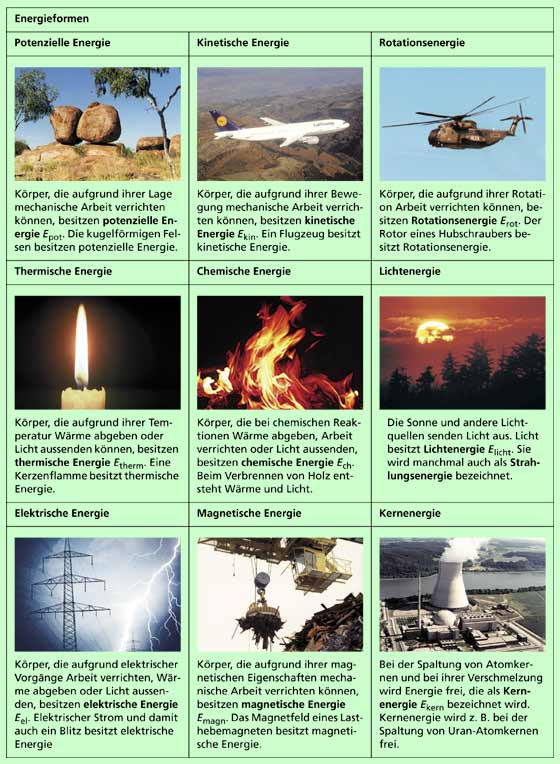 Energieformen
Potenzielle Energie
Kinetische Energie
Rotationsenergie
Lufthansa
Körper, die aufgrund ihrer Lage
mechanische Arbeit verrichten
können, besitzen potenzielle En-
ergie Epot. Die kugelförmigen Fel-
sen besitzen potenzielle Energie.
Körper, die aufgrund ihrer Bewe-
gung mechanische Arbeit verrich-
ten können, besitzen kinetische
Energie Ekin. Ein Flugzeug besitzt
kinetische Energie.
Körper, die aufgrund ihrer Rotati-
on Arbeit verrichten können, be-
sitzen Rotationsenergie Erot. Der
Rotor eines Hubschraubers be-
sitzt Rotationsenergie.
Thermische Energie
Chemische Energie
Lichtenergie
Körper, die aufgrund ihrer Tem-
peratur Wärme abgeben oder
Licht aussenden können, besitzen
thermische Energie Etherm. Eine
Kerzenflamme besitzt thermische
Energie.
Körper, die bei chemischen Reak-
tionen Wärme abgeben, Arbeit
verrichten oder Licht aussenden,
besitzen chemische Energie Ech.
Beim Verbrennen von Holz ent-
steht Wärme und Licht.
Die Sonne und andere Licht-
quellen senden Licht aus. Licht
besitzt Lichtenergie Elicht. Sie
wird manchmal auch als Strah-
lungsenergie bezeichnet.
Elektrische Energie
Magnetische Energie
Kernenergie
Körper, die aufgrund elektrischer
Vorgänge Arbeit verrichten, Wär-
me abgeben oder Licht aussen-
den, besitzen elektrische Energie
Eel. Elektrischer Strom und damit
auch ein Blitz besitzt elektrische
Energie
Körper, die aufgrund ihrer mag-
netischen Eigenschaften mecha-
nische Arbeit verrichten können,
besitzen magnetische Energie
Emagn. Das Magnetfeld eines Last-
hebemagneten besitzt magneti-
sche Energie.
Bei der Spaltung von Atomker-
nen und bei ihrer Verschmelzung
wird Energie frei, die als Kern-
energie Ekern bezeichnet wird.
Kernenergie wird z. B. bei der
Spaltung von Uran-Atomkernen
frei.